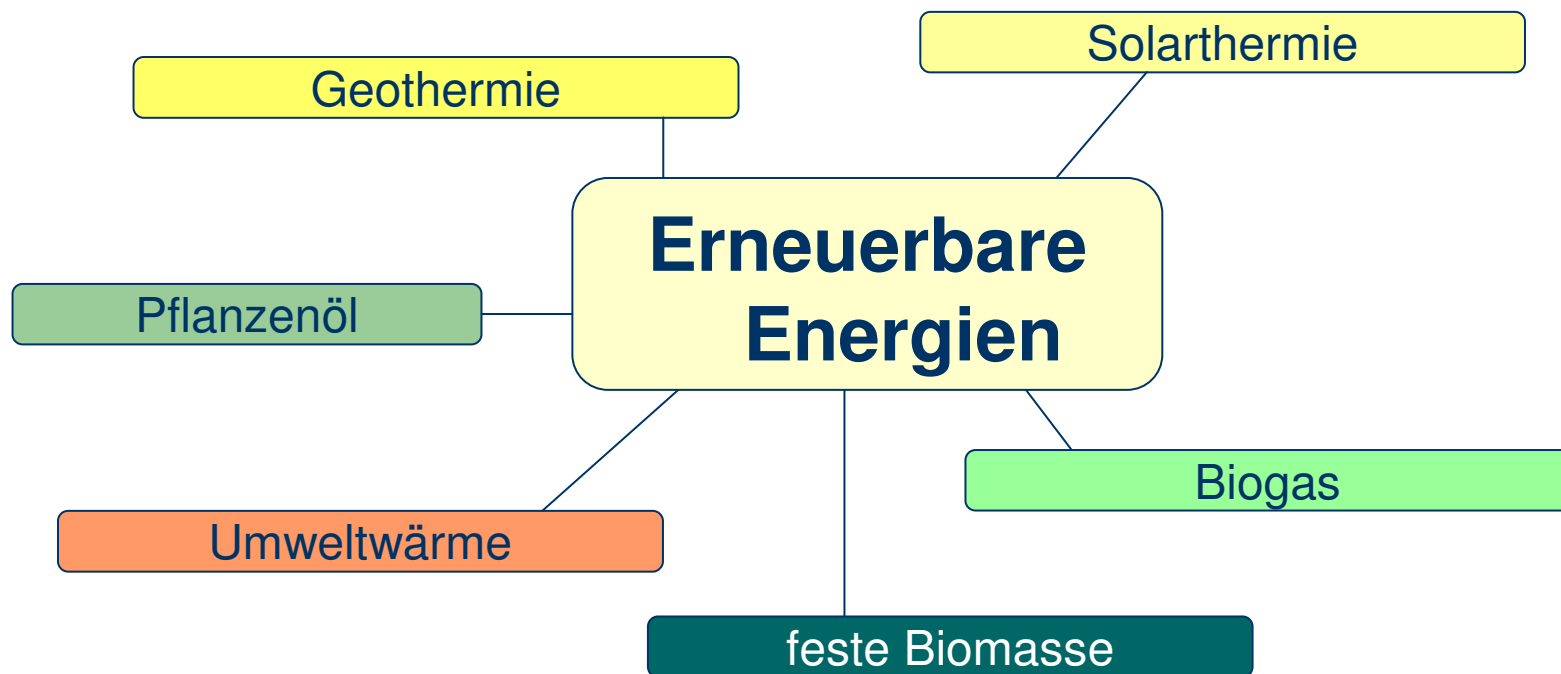 Solarthermie
Geothermie
Erneuerbare
Energien
Pflanzenöl
Biogas
Umweltwärme
feste Biomasse